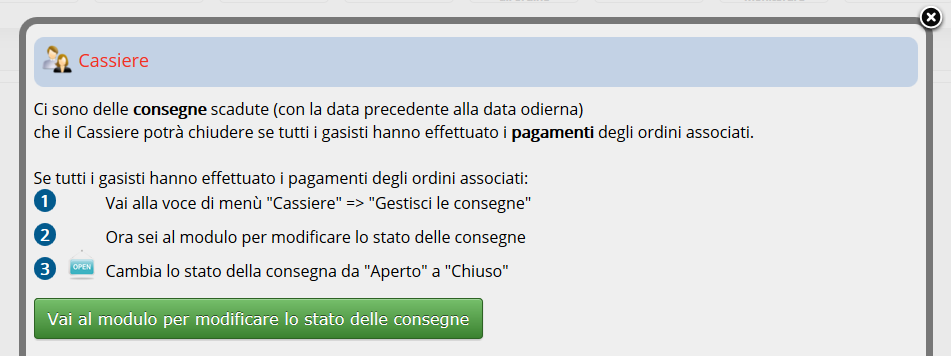 Cassiere
Ci sono delle consegne scadute (con la data precedente alla data odierna)
che il Cassiere potrà chiudere se tutti i gasisti hanno effettuato i pagamenti degli ordini associati.
Se tutti i gasisti hanno effettuato i pagamenti degli ordini associati:
1 Vai alla voce di menù "Cassiere" => "Gestisci le consegne"
2 Ora sei al modulo per modificare lo stato delle consegne
3 OPEN Cambia lo stato della consegna da "Aperto" a "Chiuso"
Vai al modulo per modificare lo stato delle consegne